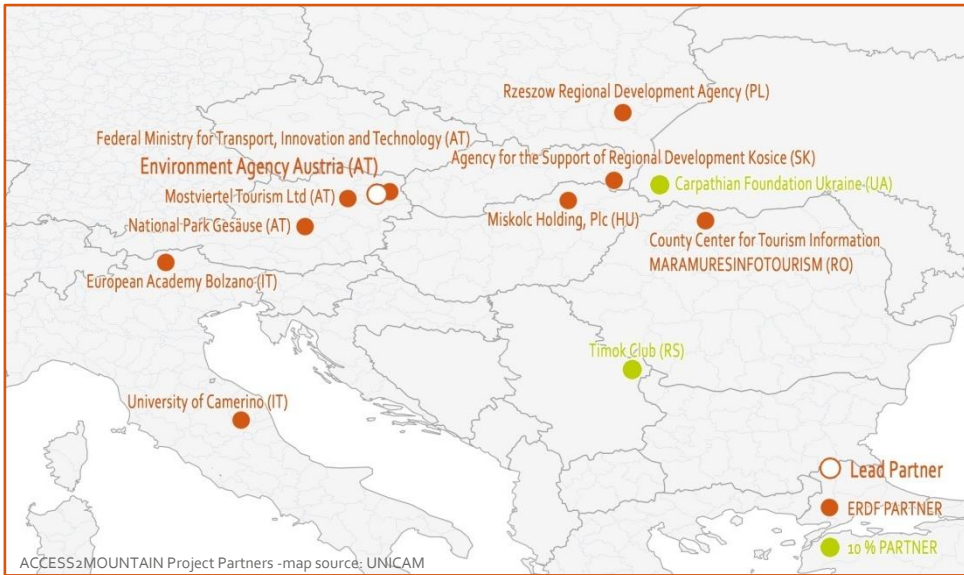 Rzeszow Regional Development Agency (PL)
Federal Ministry for Transport, Innovation and Technology (AT)
Environment Agency Austria (AT)
Agency for the Support of Regional Development Kosice (SK)
Carpathian Foundation Ukraine (UA)
Mostviertel Tourism Ltd (AT)
Miskolc Holding, Plc (HU)
National Park Gesäuse (AT)
County Center for Tourism Information
MARAMURESINFOTOURISM (RO)
European Academy Bolzano (IT)
Timok Club (RS)
University of Camerino (IT)
Lead Partner
ERDF PARTNER
10 % PARTNER
ACCESS2MOUNTAIN Project Partners -map source: UNICAM